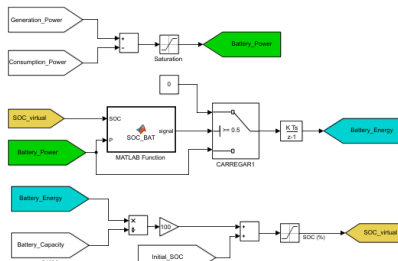 Generation_Power
Consumption_Power
+
−
Saturation
Battery_Power
0
SOC_virtual
SOC
SOC_BAT
signal
P
Battery_Power
MATLAB Function
>= 0.5
CARREGAR1
K Ts
z-1
Battery_Energy
Battery_Energy
×
÷
100
Battery_Capacity
Initial_SOC
+
+
SOC (%)
SOC_virtual